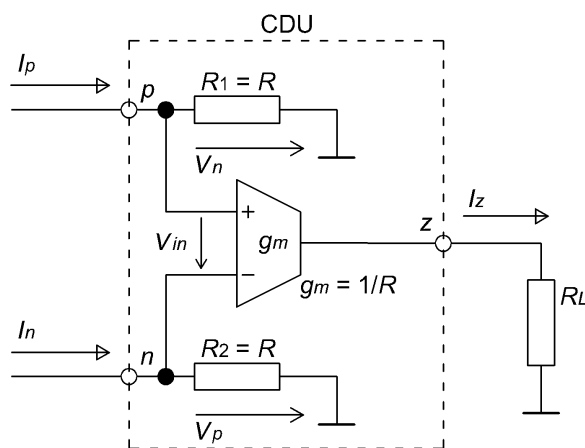 CDU
Ip
p
R1 = R
Vn
Vin
+
gm
−
z
Iz
gm = 1/R
RL
In
n
R2 = R
Vp